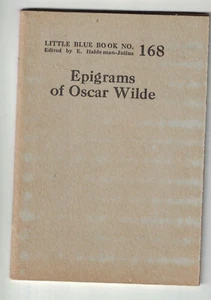 LITTLE BLUE BOOK NO. 168
Edited by E. Haldeman-Julius
Epigrams
of Oscar Wilde